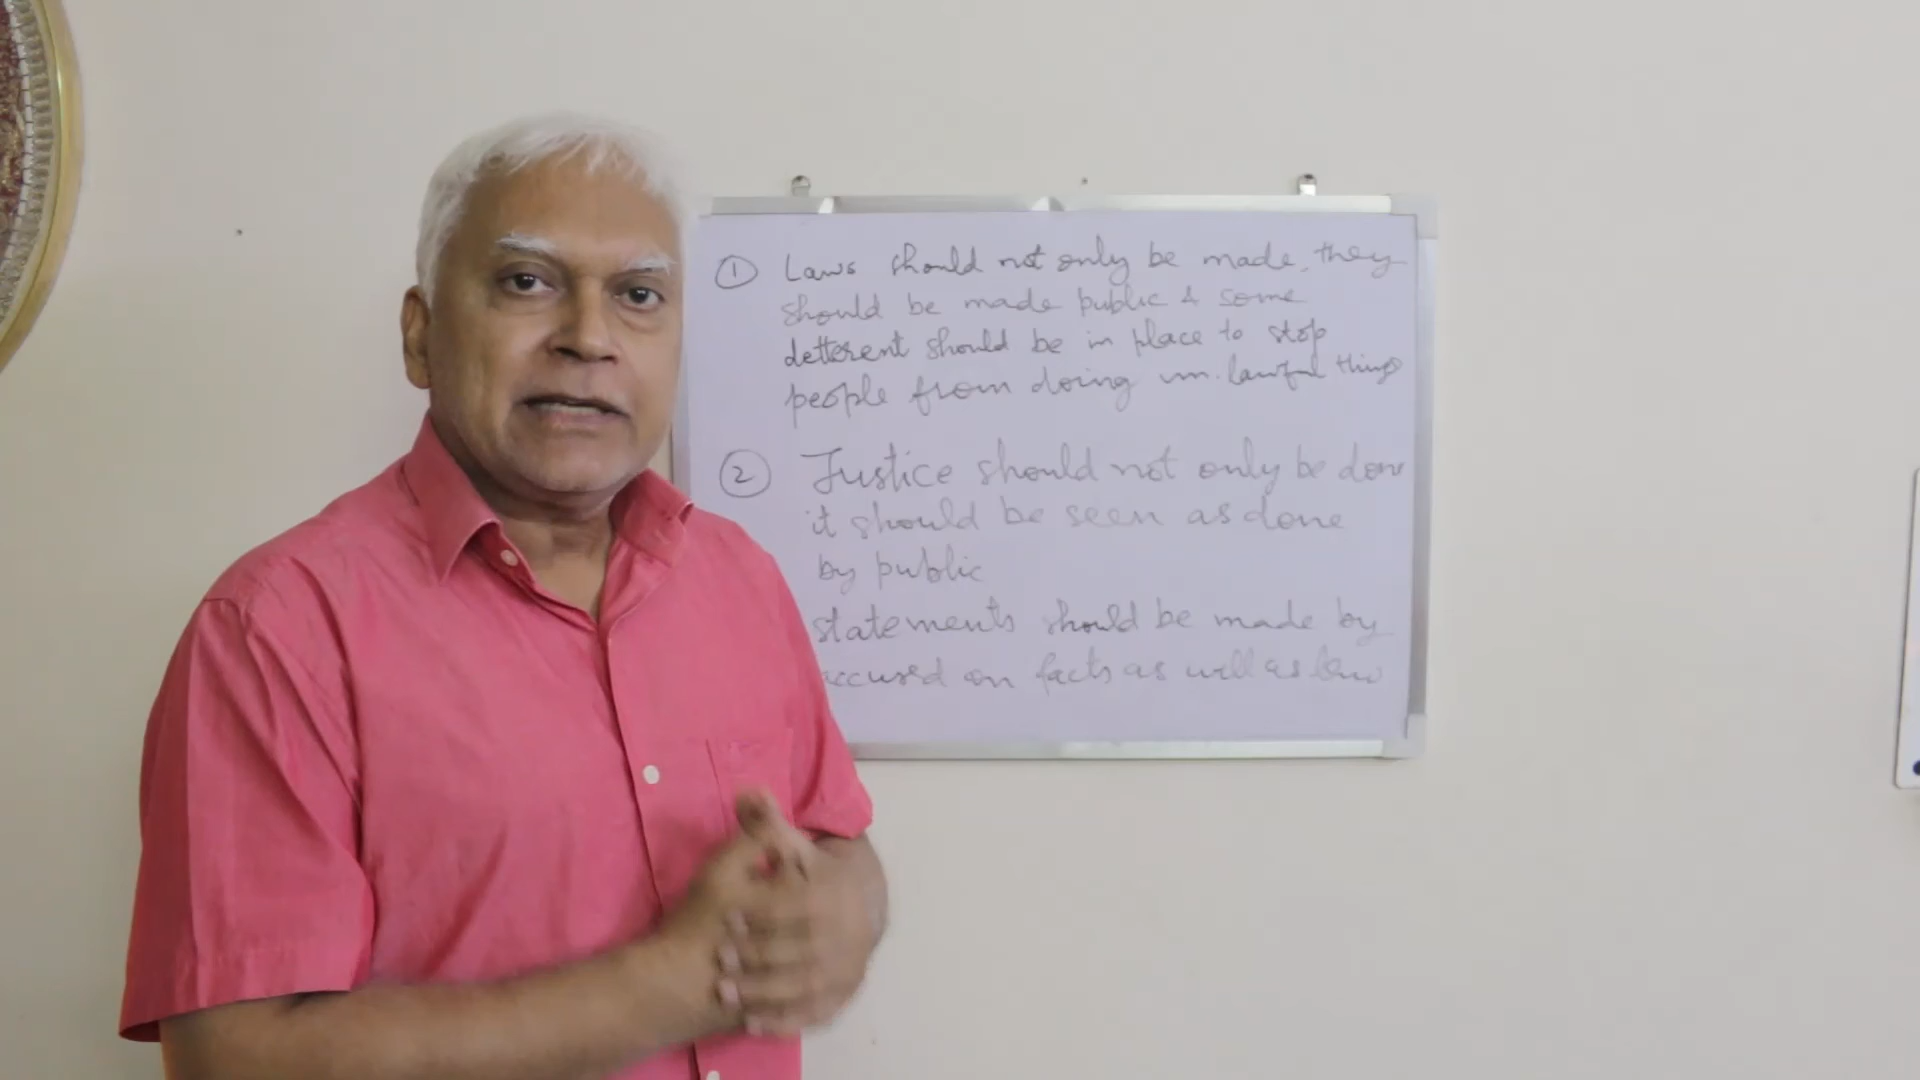 ① Laws should not only be made, they
should be made public & some
detterent should be in place to stop
people from doing un.lawful things
② Justice should not only be done
it should be seen as done
by public
statements should be made by
accused on facts as well as law